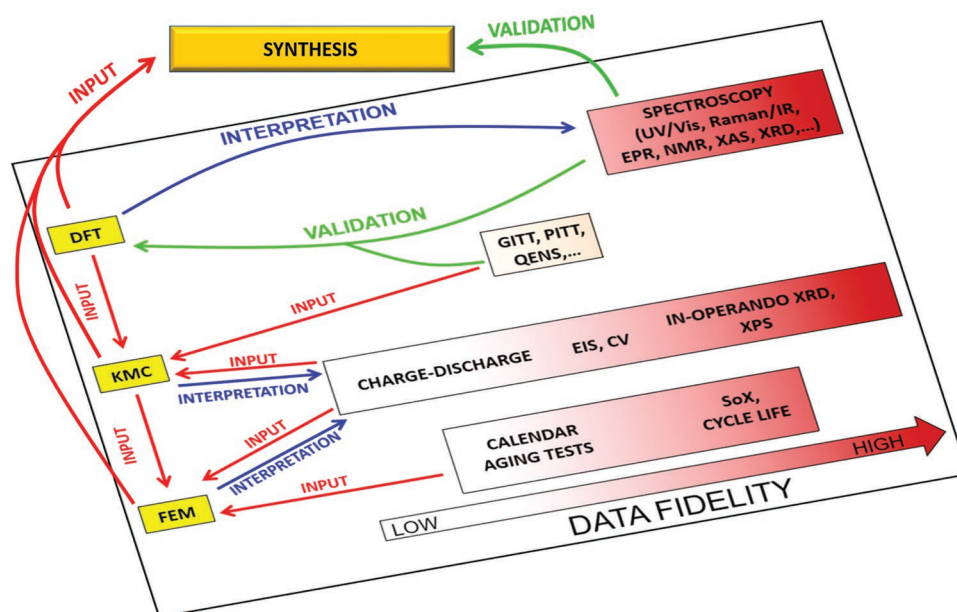 VALIDATION
SYNTHESIS
INPUT
INTERPRETATION
SPECTROSCOPY
(UV/Vis, Raman/IR,
EPR, NMR, XAS, XRD,...)
DFT
VALIDATION
GITT, PITT,
QENS,...
INPUT
INPUT
IN-OPERANDO XRD,
XPS
EIS, CV
CHARGE-DISCHARGE
KMC
INPUT
INTERPRETATION
INPUT
INPUT
INTERPRETATION
CALENDAR
AGING TESTS
SoX,
CYCLE LIFE
INPUT
FEM
LOW
HIGH
DATA FIDELITY